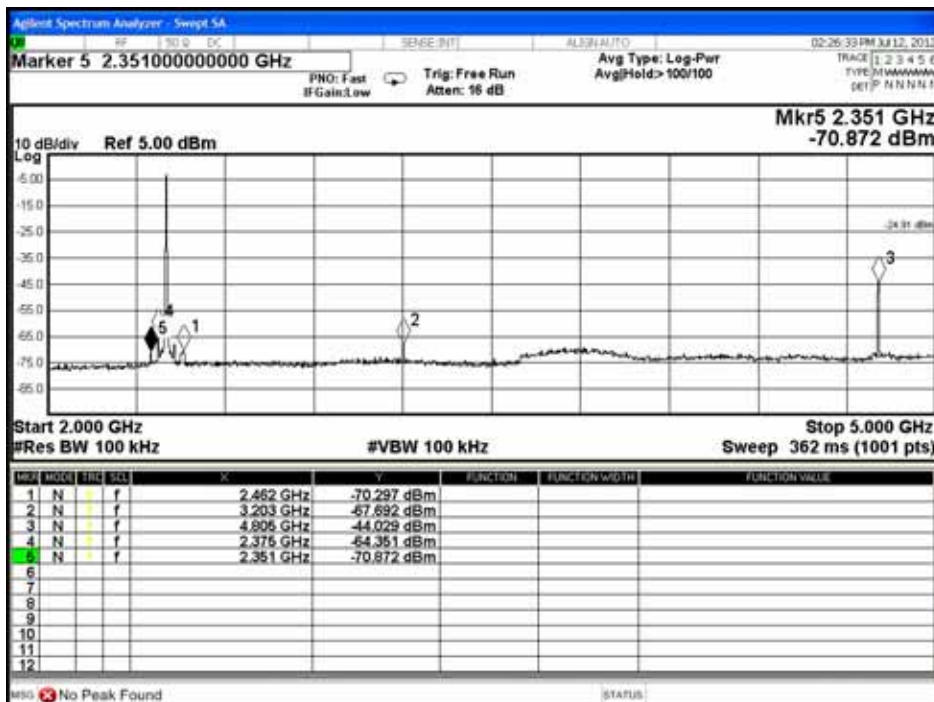 Agilent Spectrum Analyzer - Swept SA
RF 50 Ω DC SENSE:INT ALIGN AUTO 02:26:33 PM Jul 12, 2012
Marker 5 2.351000000000 GHz
PNO: Fast
IFGain:Low
Trig: Free Run
Atten: 16 dB
Avg Type: Log-Pwr
Avg|Hold:> 100/100
TRACE 1 2 3 4 5 6
TYPE M
DET P N N N N N
Mkr5 2.351 GHz
-70.872 dBm
10 dB/div Ref 5.00 dBm
Log
-5.00
-15.0
-25.0
-35.0
-45.0
-55.0
-65.0
-75.0
-85.0
-24.91 dBm
3
4
5
1
2
Start 2.000 GHz Stop 5.000 GHz
#Res BW 100 kHz #VBW 100 kHz Sweep 362 ms (1001 pts)
MKR MODE TRC SCL X Y FUNCTION FUNCTION WIDTH FUNCTION VALUE
1 N f 2.462 GHz -70.297 dBm
2 N f 3.203 GHz -67.692 dBm
3 N f 4.805 GHz -44.029 dBm
4 N f 2.375 GHz -64.351 dBm
5 N f 2.351 GHz -70.872 dBm
6
7
8
9
10
11
12
MSG No Peak Found STATUS